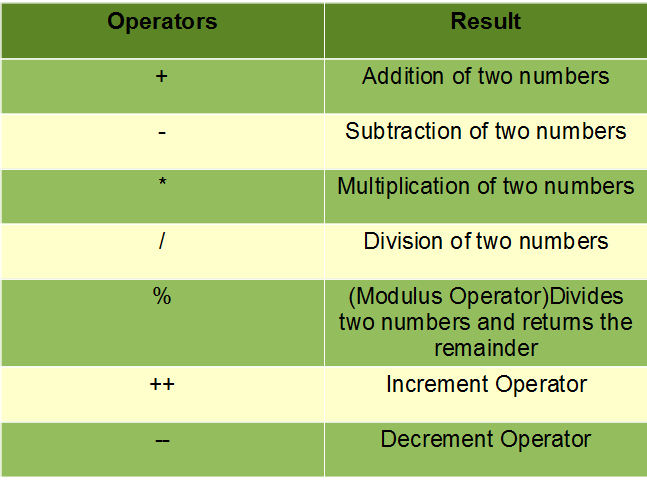 Operators Result
+ Addition of two numbers
- Subtraction of two numbers
* Multiplication of two numbers
/ Division of two numbers
% (Modulus Operator)Divides
two numbers and returns the
remainder
++ Increment Operator
-- Decrement Operator